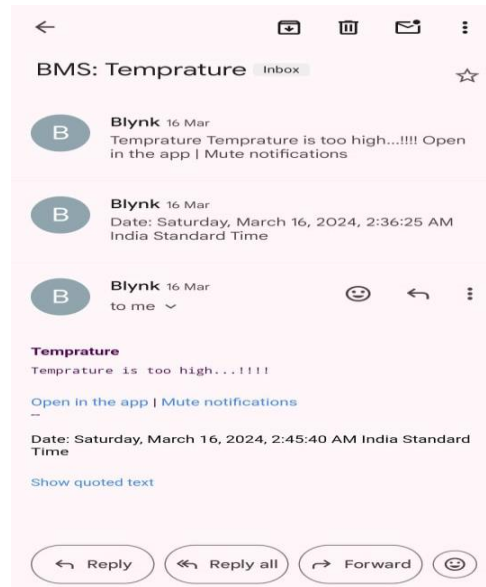 BMS: Temprature Inbox
B
Blynk 16 Mar
Temprature Temprature is too high...!!!! Open
in the app | Mute notifications
B
Blynk 16 Mar
Date: Saturday, March 16, 2024, 2:36:25 AM
India Standard Time
B
Blynk 16 Mar
to me
Temprature
Temprature is too high...!!!!
Open in the app | Mute notifications
--
Date: Saturday, March 16, 2024, 2:45:40 AM India Standard
Time
Show quoted text
Reply Reply all Forward